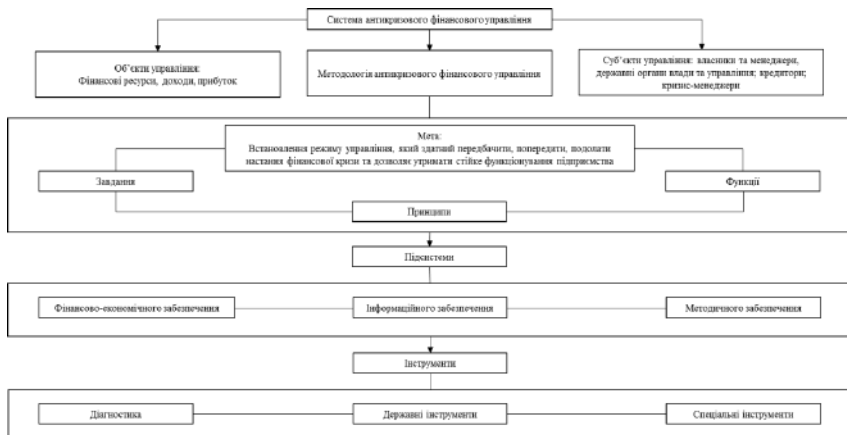 Система антикризового фінансового управління
Об'єкти управління:
Фінансові ресурси, доходи, прибуток
Методологія антикризового фінансового управління
Суб'єкти управління: власники та менеджери,
державні органи влади та управління; кредитори;
кризис-менеджери
Мета:
Встановлення режиму управління, який здатний передбачити, попередити, подолати
настання фінансової кризи та дозволяє утримати стійке функціонування підприємства
Завдання
Функції
Принципи
Підсистеми
Фінансово-економічного забезпечення
Інформаційного забезпечення
Методичного забезпечення
Інструменти
Діагностика
Державні інструменти
Спеціальні інструменти